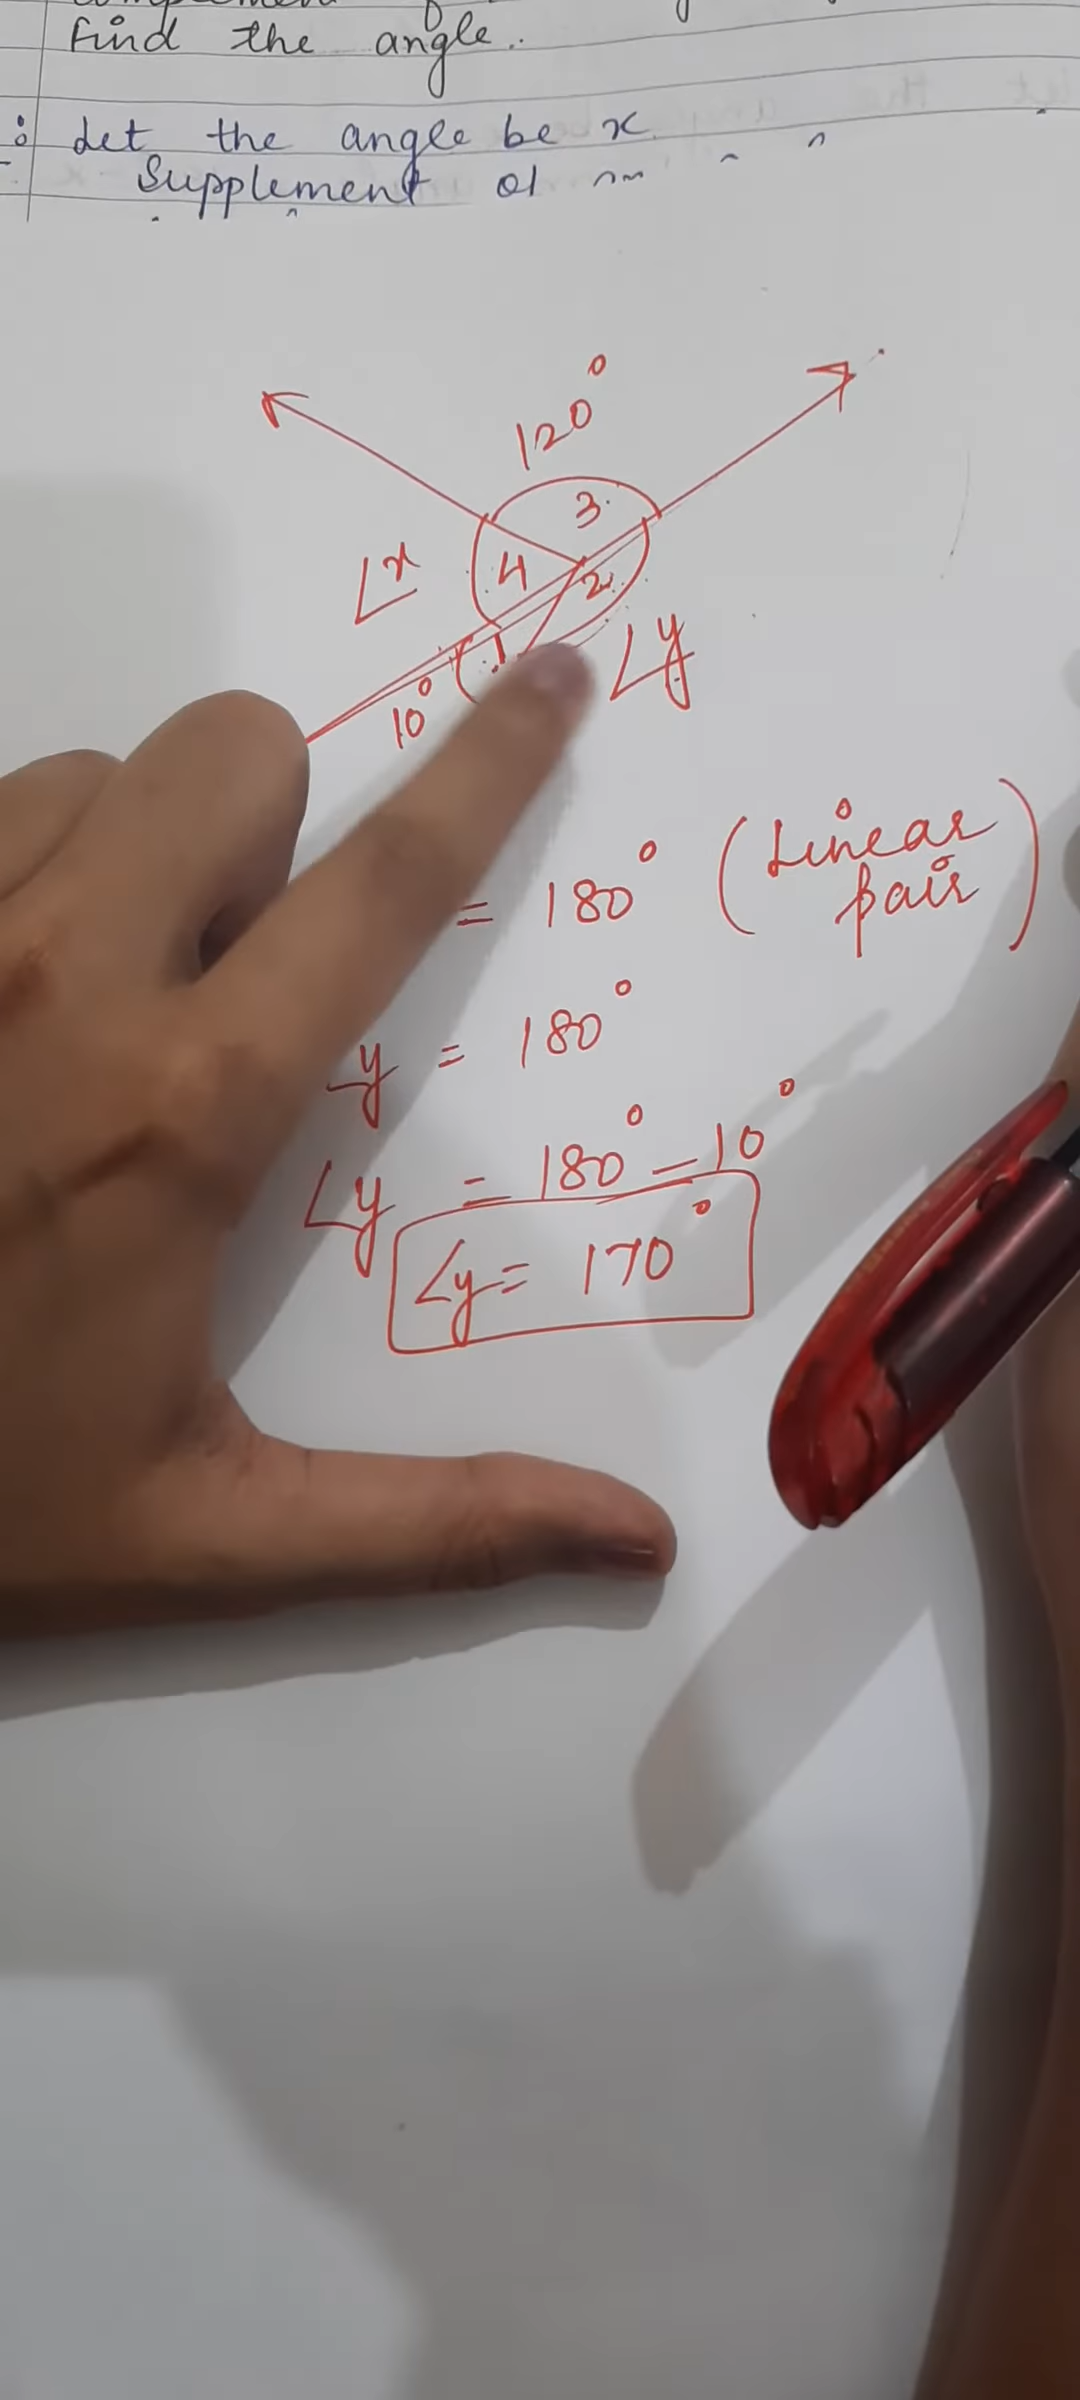 Find the angle.
Let the angle be x
Supplement
120°
3
4
2
∠x
∠y
1
10°
= 180° (Linear
pair)
y = 180°
∠y = 180° - 10°
∠y = 170°